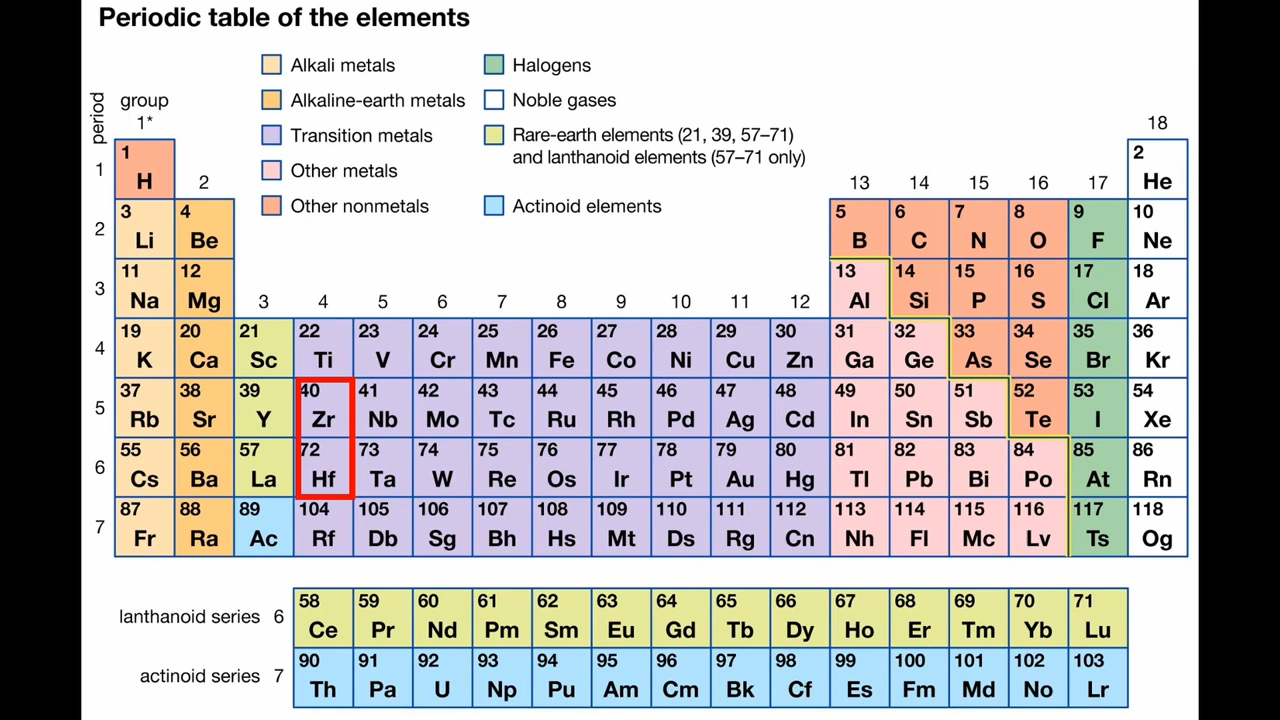 Periodic table of the elements
Alkali metals
Alkaline-earth metals
Transition metals
Other metals
Other nonmetals
Halogens
Noble gases
Rare-earth elements (21, 39, 57–71)
and lanthanoid elements (57–71 only)
Actinoid elements
period
group
1* 2 3 4 5 6 7 8 9 10 11 12 13 14 15 16 17 18
1 1 H 2 He
2 3 Li 4 Be 5 B 6 C 7 N 8 O 9 F 10 Ne
3 11 Na 12 Mg 13 Al 14 Si 15 P 16 S 17 Cl 18 Ar
4 19 K 20 Ca 21 Sc 22 Ti 23 V 24 Cr 25 Mn 26 Fe 27 Co 28 Ni 29 Cu 30 Zn 31 Ga 32 Ge 33 As 34 Se 35 Br 36 Kr
5 37 Rb 38 Sr 39 Y 40 Zr 41 Nb 42 Mo 43 Tc 44 Ru 45 Rh 46 Pd 47 Ag 48 Cd 49 In 50 Sn 51 Sb 52 Te 53 I 54 Xe
6 55 Cs 56 Ba 57 La 72 Hf 73 Ta 74 W 75 Re 76 Os 77 Ir 78 Pt 79 Au 80 Hg 81 Tl 82 Pb 83 Bi 84 Po 85 At 86 Rn
7 87 Fr 88 Ra 89 Ac 104 Rf 105 Db 106 Sg 107 Bh 108 Hs 109 Mt 110 Ds 111 Rg 112 Cn 113 Nh 114 Fl 115 Mc 116 Lv 117 Ts 118 Og
lanthanoid series 6 58 Ce 59 Pr 60 Nd 61 Pm 62 Sm 63 Eu 64 Gd 65 Tb 66 Dy 67 Ho 68 Er 69 Tm 70 Yb 71 Lu
actinoid series 7 90 Th 91 Pa 92 U 93 Np 94 Pu 95 Am 96 Cm 97 Bk 98 Cf 99 Es 100 Fm 101 Md 102 No 103 Lr